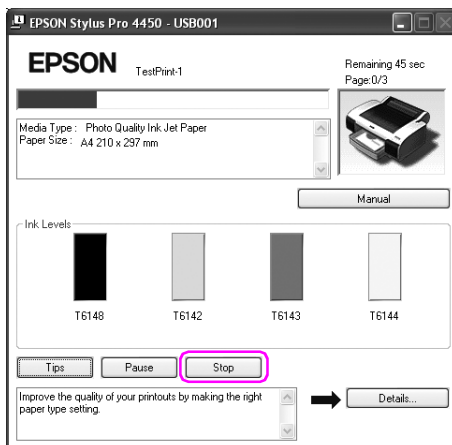 EPSON Stylus Pro 4450 - USB001
EPSON TestPrint-1
Remaining 45 sec
Page:0/3
Media Type : Photo Quality Ink Jet Paper
Paper Size : A4 210 x 297 mm
Manual
Ink Levels
T6148 T6142 T6143 T6144
Tips Pause Stop
Improve the quality of your printouts by making the right
paper type setting.
Details...